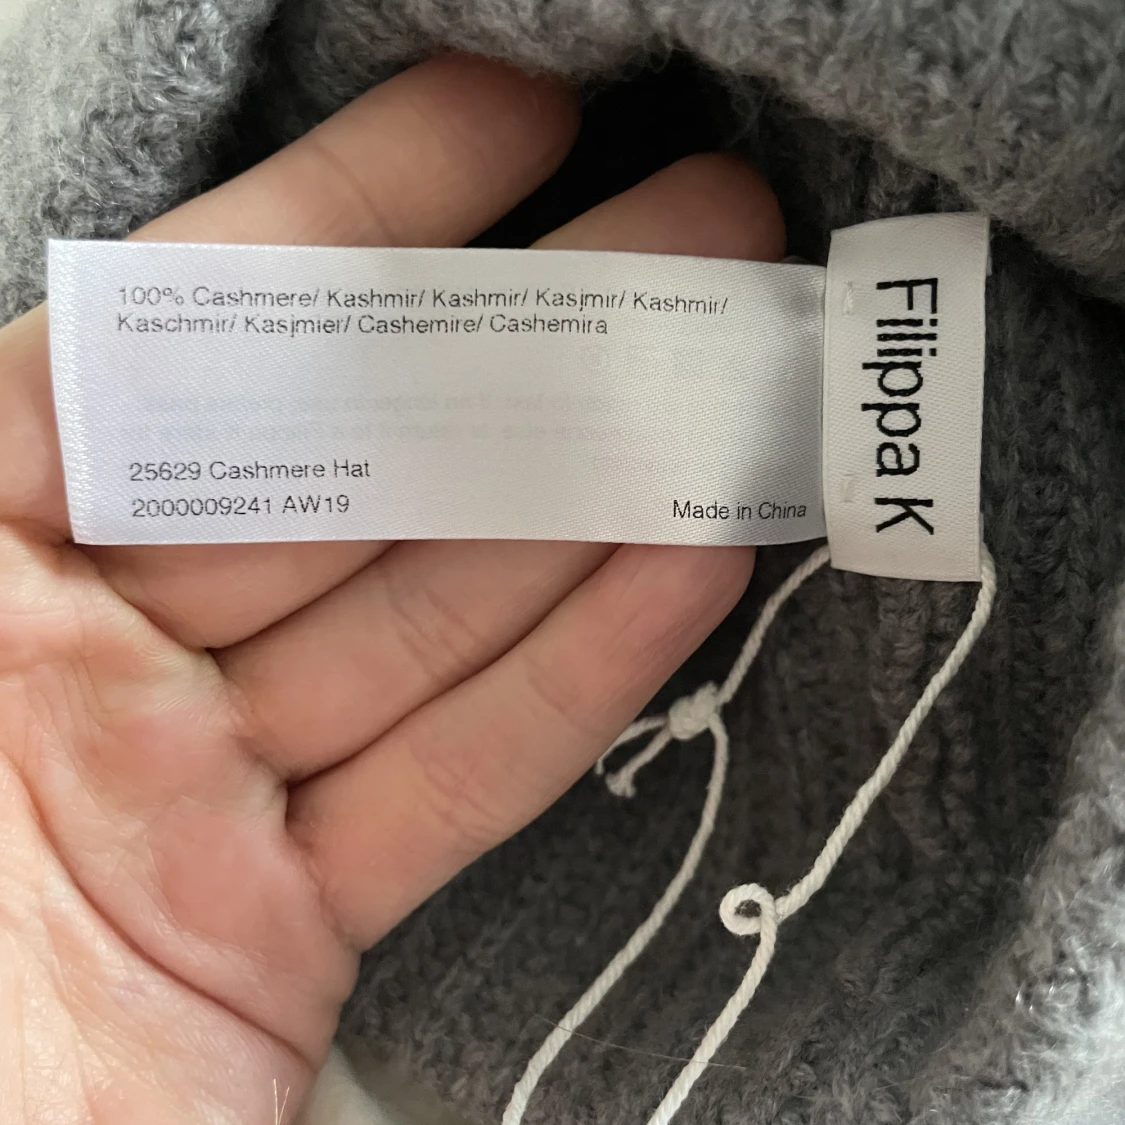 100% Cashmere/ Kashmir/ Kashmir/ Kasjmir/ Kashmir/
Kaschmir/ Kasjmier/ Cashemire/ Cashemira
25629 Cashmere Hat
2000009241 AW19
Made in China
Filippa K